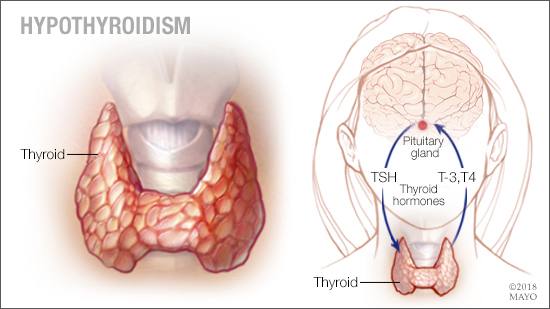 HYPOTHYROIDISM
Thyroid
Pituitary
gland
TSH
T-3,T4
Thyroid
hormones
Thyroid
©2018
MAYO